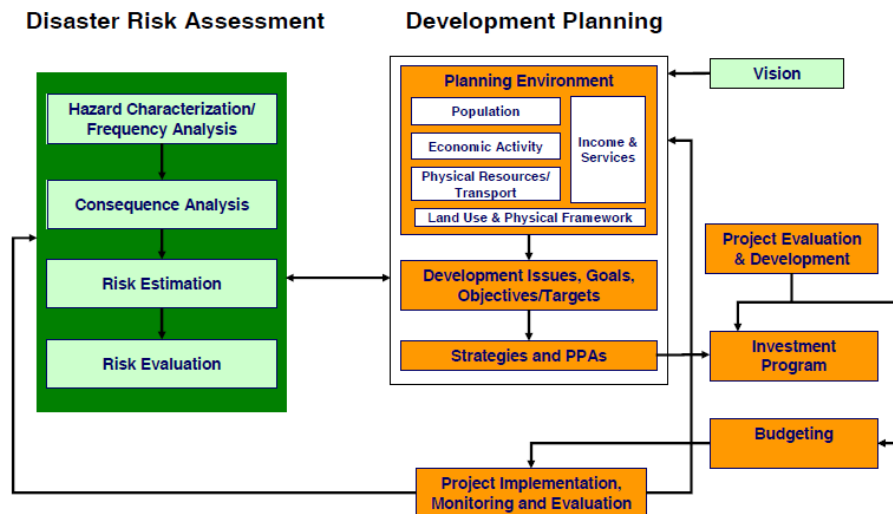 Disaster Risk Assessment
Development Planning
Hazard Characterization/
Frequency Analysis
Consequence Analysis
Risk Estimation
Risk Evaluation
Planning Environment
Population
Economic Activity
Physical Resources/
Transport
Income &
Services
Land Use & Physical Framework
Development Issues, Goals,
Objectives/Targets
Strategies and PPAs
Vision
Project Evaluation
& Development
Investment
Program
Budgeting
Project Implementation,
Monitoring and Evaluation